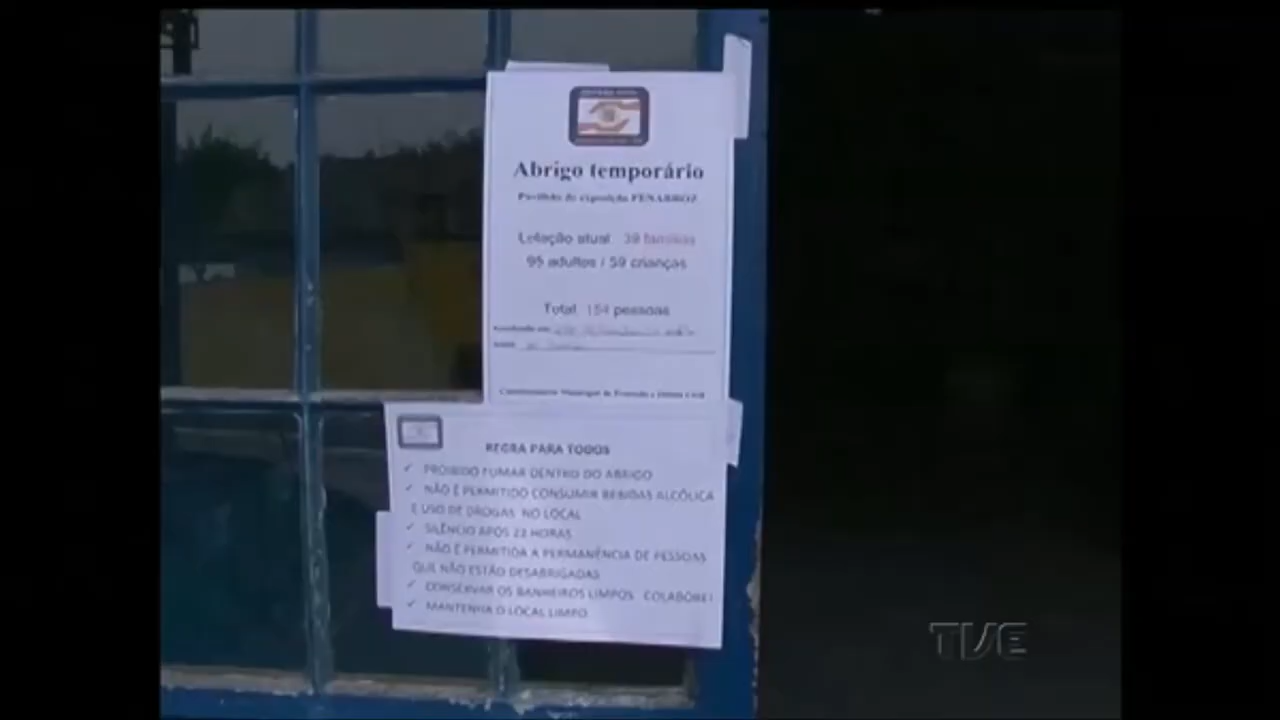 Abrigo temporário
Pavilhão de exposição FENARROZ
Lotação atual: 39 famílias
95 adultos / 59 crianças
Total: 154 pessoas
REGRA PARA TODOS
✓ PROIBIDO FUMAR DENTRO DO ABRIGO
✓ NÃO É PERMITIDO CONSUMIR BEBIDAS ALCÓLICA
E USO DE DROGAS NO LOCAL
✓ SILÊNCIO APÓS 22 HORAS
✓ NÃO É PERMITIDA A PERMANÊNCIA DE PESSOAS
QUE NÃO ESTÃO DESABRIGADAS
✓ CONSERVAR OS BANHEIROS LIMPOS COLABORE!
✓ MANTENHA O LOCAL LIMPO
TVE